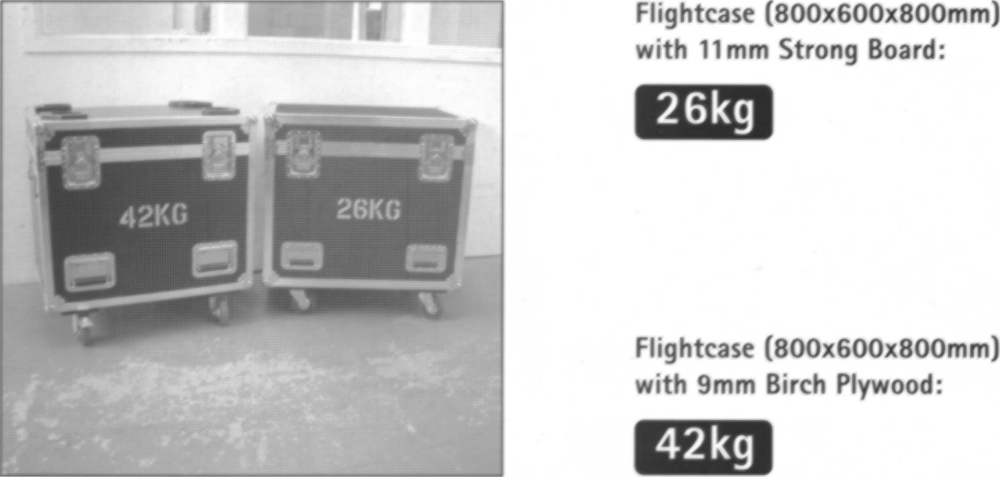 Flightcase (800x600x800mm)
with 11mm Strong Board:
26kg
42KG
26KG
Flightcase (800x600x800mm)
with 9mm Birch Plywood:
42kg